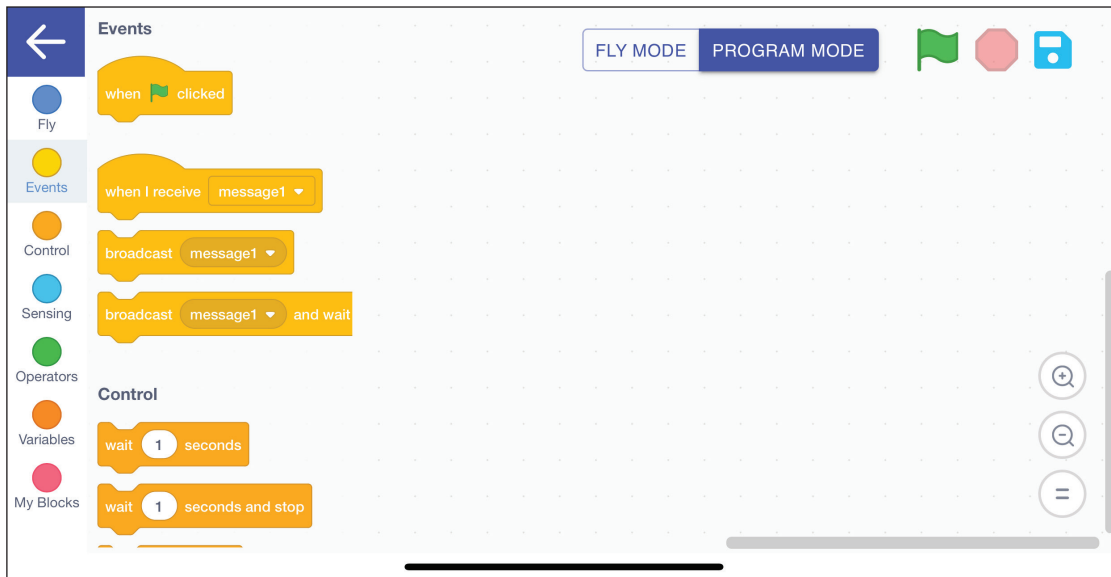 Events
FLY MODE
PROGRAM MODE
when clicked
Fly
Events
when I receive message1
Control
broadcast message1
Sensing
broadcast message1 and wait
Operators
Control
Variables
wait 1 seconds
My Blocks
wait 1 seconds and stop